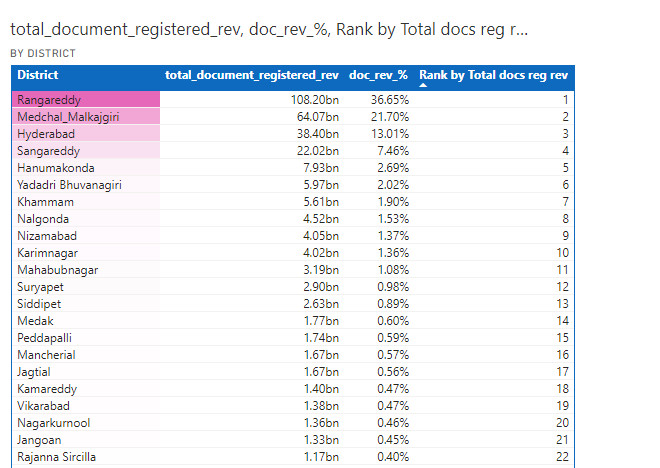 total_document_registered_rev, doc_rev_%, Rank by Total docs reg r...
BY DISTRICT
District total_document_registered_rev doc_rev_% Rank by Total docs reg rev
Rangareddy 108.20bn 36.65% 1
Medchal_Malkajgiri 64.07bn 21.70% 2
Hyderabad 38.40bn 13.01% 3
Sangareddy 22.02bn 7.46% 4
Hanumakonda 7.93bn 2.69% 5
Yadadri Bhuvanagiri 5.97bn 2.02% 6
Khammam 5.61bn 1.90% 7
Nalgonda 4.52bn 1.53% 8
Nizamabad 4.05bn 1.37% 9
Karimnagar 4.02bn 1.36% 10
Mahabubnagar 3.19bn 1.08% 11
Suryapet 2.90bn 0.98% 12
Siddipet 2.63bn 0.89% 13
Medak 1.77bn 0.60% 14
Peddapalli 1.74bn 0.59% 15
Mancherial 1.67bn 0.57% 16
Jagtial 1.67bn 0.56% 17
Kamareddy 1.40bn 0.47% 18
Vikarabad 1.38bn 0.47% 19
Nagarkurnool 1.36bn 0.46% 20
Jangoan 1.33bn 0.45% 21
Rajanna Sircilla 1.17bn 0.40% 22